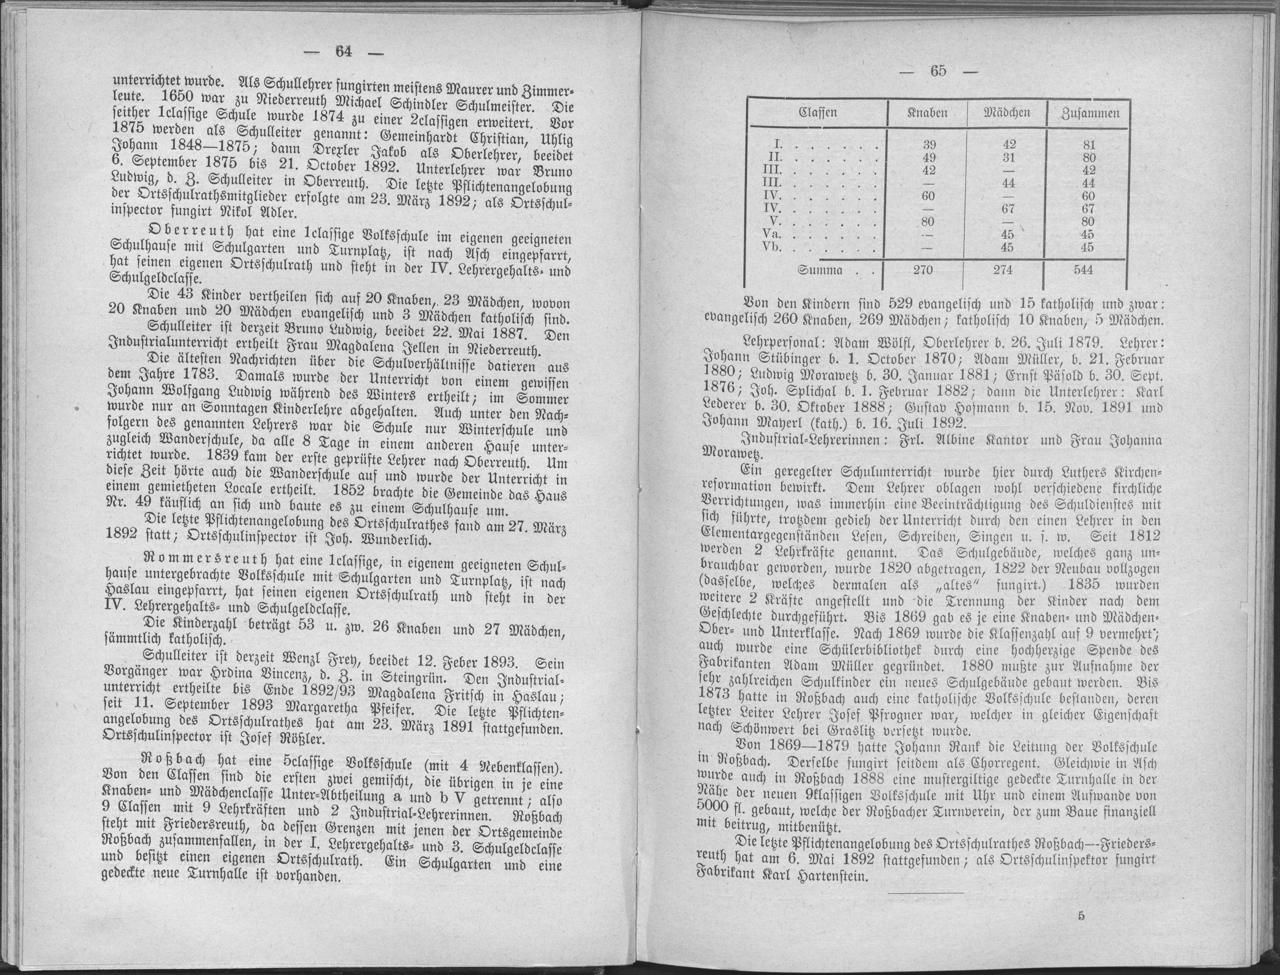 — 64 —
unterrichtet wurde. Als Schullehrer fungirten meistens Maurer und Zimmer-
leute. 1650 war zu Niederreuth Michael Schindler Schulmeister. Die
seither 1classige Schule wurde 1874 zu einer 2classigen erweitert. Vor
1875 werden als Schulleiter genannt: Gemeinhardt Christian, Uhlig
Johann 1848—1875; dann Drexler Jakob als Oberlehrer, beeidet
6. September 1875 bis 21. October 1892. Unterlehrer war Bruno
Ludwig, d. Z. Schulleiter in Oberreuth. Die letzte Pflichtenangelobung
der Ortsschulrathsmitglieder erfolgte am 23. März 1892; als Ortsschul-
inspector fungirt Nikol Adler.
Oberreuth hat eine 1classige Volksschule im eigenen geeigneten
Schulhause mit Schulgarten und Turnplatz, ist nach Asch eingepfarrt,
hat seinen eigenen Ortsschulrath und steht in der IV. Lehrergehalts- und
Schulgeldclasse.
Die 43 Kinder vertheilen sich auf 20 Knaben, 23 Mädchen, wovon
20 Knaben und 20 Mädchen evangelisch und 3 Mädchen katholisch sind.
Schulleiter ist derzeit Bruno Ludwig, beeidet 22. Mai 1887. Den
Industrialunterricht ertheilt Frau Magdalena Jellen in Niederreuth.
Die ältesten Nachrichten über die Schulverhältnisse datieren aus
dem Jahre 1783. Damals wurde der Unterricht von einem gewissen
Johann Wolfgang Ludwig während des Winters ertheilt; im Sommer
wurde nur an Sonntagen Kinderlehre abgehalten. Auch unter den Nach-
folgern des genannten Lehrers war die Schule nur Winterschule und
zugleich Wanderschule, da alle 8 Tage in einem anderen Hause unter-
richtet wurde. 1839 kam der erste geprüfte Lehrer nach Oberreuth. Um
diese Zeit hörte auch die Wanderschule auf und wurde der Unterricht in
einem gemietheten Locale ertheilt. 1852 brachte die Gemeinde das Haus
Nr. 49 käuflich an sich und baute es zu einem Schulhause um.
Die letzte Pflichtenangelobung des Ortsschulrathes fand am 27. März
1892 statt; Ortsschulinspector ist Joh. Wunderlich.
Rommersreuth hat eine 1classige, in eigenem geeigneten Schul-
hause untergebrachte Volksschule mit Schulgarten und Turnplatz, ist nach
Haslau eingepfarrt, hat seinen eigenen Ortsschulrath und steht in der
IV. Lehrergehalts- und Schulgeldclasse.
Die Kinderzahl beträgt 53 u. zw. 26 Knaben und 27 Mädchen,
sämmtlich katholisch.
Schulleiter ist derzeit Wenzl Frey, beeidet 12. Feber 1893. Sein
Vorgänger war Hrdina Vincenz, d. Z. in Steingrün. Den Industrial-
unterricht ertheilte bis Ende 1892/93 Magdalena Fritsch in Haslau;
seit 11. September 1893 Margaretha Pfeifer. Die letzte Pflichten-
angelobung des Ortsschulrathes hat am 23. März 1891 stattgefunden.
Ortsschulinspector ist Josef Rößler.
Roßbach hat eine 5classige Volksschule (mit 4 Nebenklassen).
Von den Classen sind die ersten zwei gemischt, die übrigen in je eine
Knaben- und Mädchenclasse Unter-Abtheilung a und b V getrennt; also
9 Classen mit 9 Lehrkräften und 2 Industrial-Lehrerinnen. Roßbach
steht mit Friedersreuth, da dessen Grenzen mit jenen der Ortsgemeinde
Roßbach zusammenfallen, in der I. Lehrergehalts- und 3. Schulgeldclasse
und besitzt einen eigenen Ortsschulrath. Ein Schulgarten und eine
gedeckte neue Turnhalle ist vorhanden.
— 65 —
Classen Knaben Mädchen Zusammen
I. . . . . . . 39 42 81
II. . . . . . . 49 31 80
III. . . . . . . 42 — 42
III. . . . . . . — 44 44
IV. . . . . . . 60 — 60
IV. . . . . . . — 67 67
V. . . . . . . 80 — 80
Va. . . . . . . — 45 45
Vb. . . . . . . — 45 45
Summa . . 270 274 544
Von den Kindern sind 529 evangelisch und 15 katholisch und zwar:
evangelisch 260 Knaben, 269 Mädchen; katholisch 10 Knaben, 5 Mädchen.
Lehrpersonal: Adam Wölfl, Oberlehrer b. 26. Juli 1879. Lehrer:
Johann Stübinger b. 1. October 1870; Adam Müller, b. 21. Februar
1880; Ludwig Morawetz b. 30. Januar 1881; Ernst Päsold b. 30. Sept.
1876; Joh. Splichal b. 1. Februar 1882; dann die Unterlehrer: Karl
Lederer b. 30. Oktober 1888; Gustav Hofmann b. 15. Nov. 1891 und
Johann Mayerl (kath.) b. 16. Juli 1892.
Industrial-Lehrerinnen: Frl. Albine Kantor und Frau Johanna
Morawetz.
Ein geregelter Schulunterricht wurde hier durch Luthers Kirchen-
reformation bewirkt. Dem Lehrer oblagen wohl verschiedene kirchliche
Verrichtungen, was immerhin eine Beeinträchtigung des Schuldienstes mit
sich führte, trotzdem gedieh der Unterricht durch den einen Lehrer in den
Elementargegenständen Lesen, Schreiben, Singen u. s. w. Seit 1812
werden 2 Lehrkräfte genannt. Das Schulgebäude, welches ganz un-
brauchbar geworden, wurde 1820 abgetragen, 1822 der Neubau vollzogen
(dasselbe, welches dermalen als „altes“ fungirt.) 1835 wurden
weitere 2 Kräfte angestellt und die Trennung der Kinder nach dem
Geschlechte durchgeführt. Bis 1869 gab es je eine Knaben- und Mädchen-
Ober- und Unterklasse. Nach 1869 wurde die Klassenzahl auf 9 vermehrt;
auch wurde eine Schülerbibliothek durch eine hochherzige Spende des
Fabrikanten Adam Müller gegründet. 1880 mußte zur Aufnahme der
sehr zahlreichen Schulkinder ein neues Schulgebäude gebaut werden. Bis
1873 hatte in Roßbach auch eine katholische Volksschule bestanden, deren
letzter Leiter Lehrer Josef Pfrogner war, welcher in gleicher Eigenschaft
nach Schönwert bei Graslitz versetzt wurde.
Von 1869—1879 hatte Johann Rank die Leitung der Volksschule
in Roßbach. Derselbe fungirt seitdem als Chorregent. Gleichwie in Asch
wurde auch in Roßbach 1888 eine mustergiltige gedeckte Turnhalle in der
Nähe der neuen 9klassigen Volksschule mit Uhr und einem Aufwande von
5000 fl. gebaut, welche der Roßbacher Turnverein, der zum Baue finanziell
mit beitrug, mitbenützt.
Die letzte Pflichtenangelobung des Ortsschulrathes Roßbach—Frieders-
reuth hat am 6. Mai 1892 stattgefunden; als Ortsschulinspektor fungirt
Fabrikant Karl Hartenstein.
5